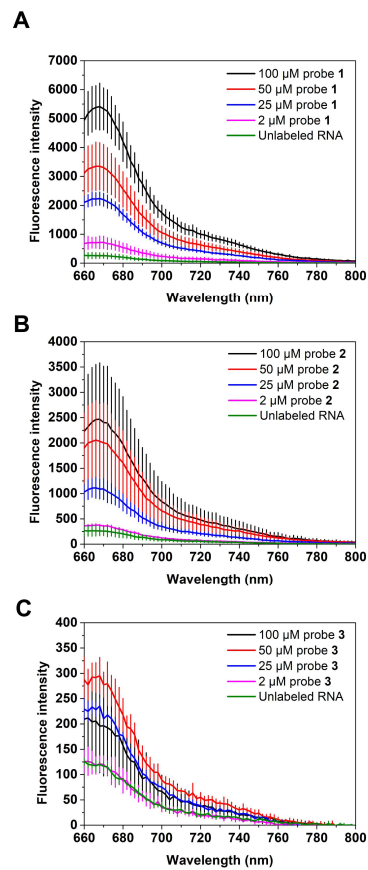 A
7000
6000
5000
4000
3000
2000
1000
0
Fluorescence intensity
100 µM probe 1
50 µM probe 1
25 µM probe 1
2 µM probe 1
Unlabeled RNA
660 680 700 720 740 760 780 800
Wavelength (nm)
B
4000
3500
3000
2500
2000
1500
1000
500
0
Fluorescence intensity
100 µM probe 2
50 µM probe 2
25 µM probe 2
2 µM probe 2
Unlabeled RNA
660 680 700 720 740 760 780 800
Wavelength (nm)
C
400
350
300
250
200
150
100
50
0
Fluorescence intensity
100 µM probe 3
50 µM probe 3
25 µM probe 3
2 µM probe 3
Unlabeled RNA
660 680 700 720 740 760 780 800
Wavelength (nm)